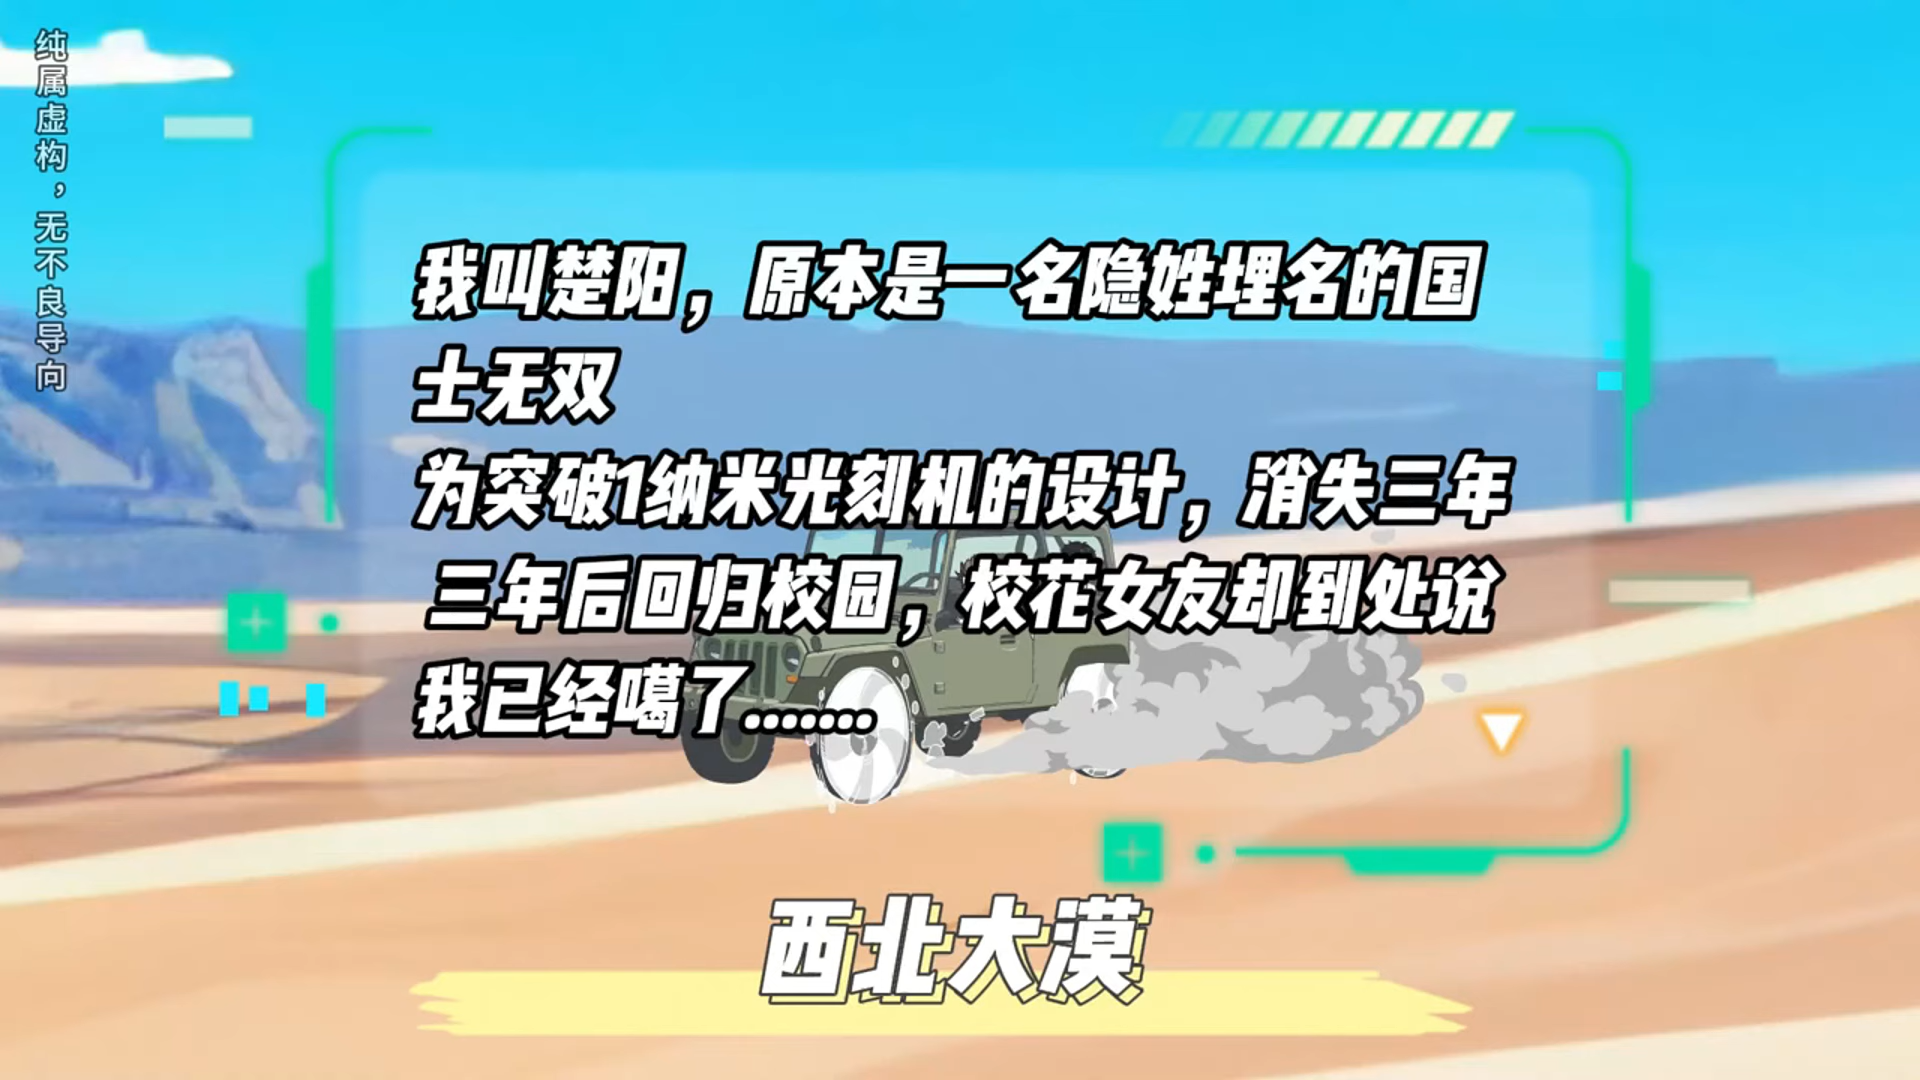 纯属虚构，无不良导向
我叫楚阳，原本是一名隐姓埋名的国
士无双
为突破1纳米光刻机的设计，消失三年
三年后回归校园，校花女友却到处说
我已经噶了.......
西北大漠